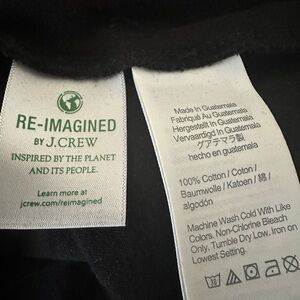 RE-IMAGINED
BY J.CREW
INSPIRED BY THE PLANET
AND ITS PEOPLE.
Learn more at
jcrew.com/reimagined
Made In Guatemala
Fabriqué Au Guatemala
Hergestellt In Guatemala
Vervaardigd In Guatemala
グアテマラ製
hecho en guatemala
100% Cotton / Coton /
Baumwolle / Katoen / 綿 /
algodón
Machine Wash Cold With Like
Colors. Non-Chlorine Bleach
Only. Tumble Dry Low. Iron on
Lowest Setting.